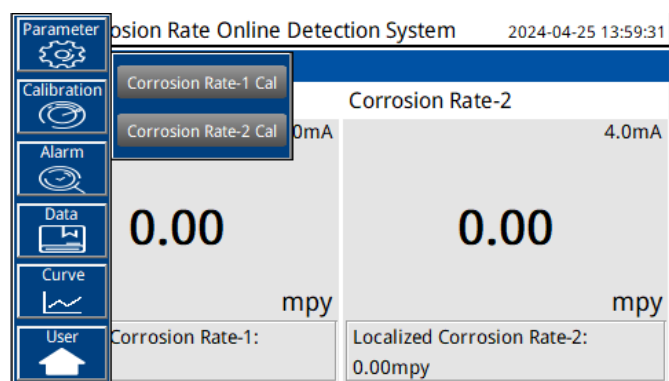 Parameter
osion Rate Online Detection System
2024-04-25 13:59:31
Calibration
Corrosion Rate-1 Cal
Corrosion Rate-2 Cal
Corrosion Rate-2
0mA
4.0mA
Alarm
Data
0.00
0.00
Curve
mpy
mpy
User
Corrosion Rate-1:
Localized Corrosion Rate-2:
0.00mpy